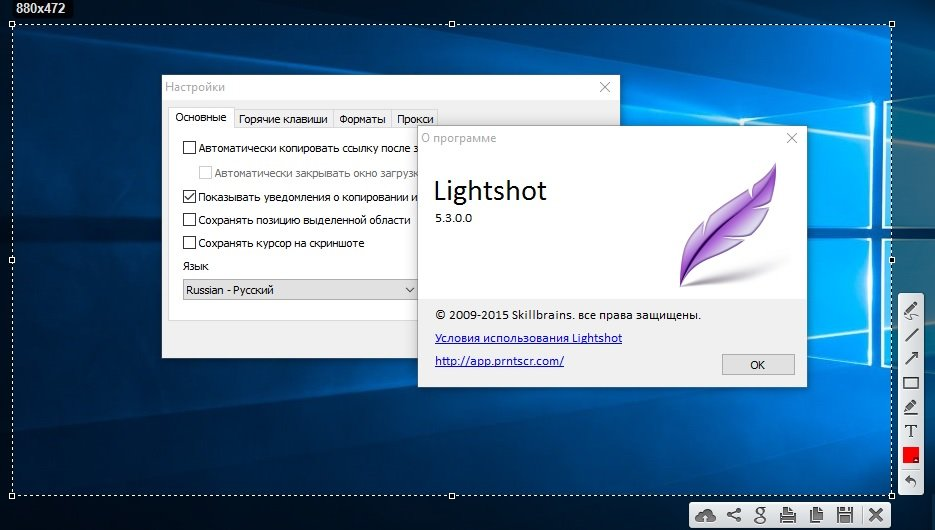 880x472
Настройки
Основные
Горячие клавиши
Форматы
Прокси
Автоматически копировать ссылку после
Автоматически закрывать окно
Показывать уведомления о копировании и
Сохранять позицию выделенной области
Сохранять курсор на скриншоте
Язык
Russian - Русский
О программе
Lightshot
5.3.0.0
© 2009-2015 Skillbrains. все права защищены.
Условия использования Lightshot
http://app.prntscr.com/
OK
T
g